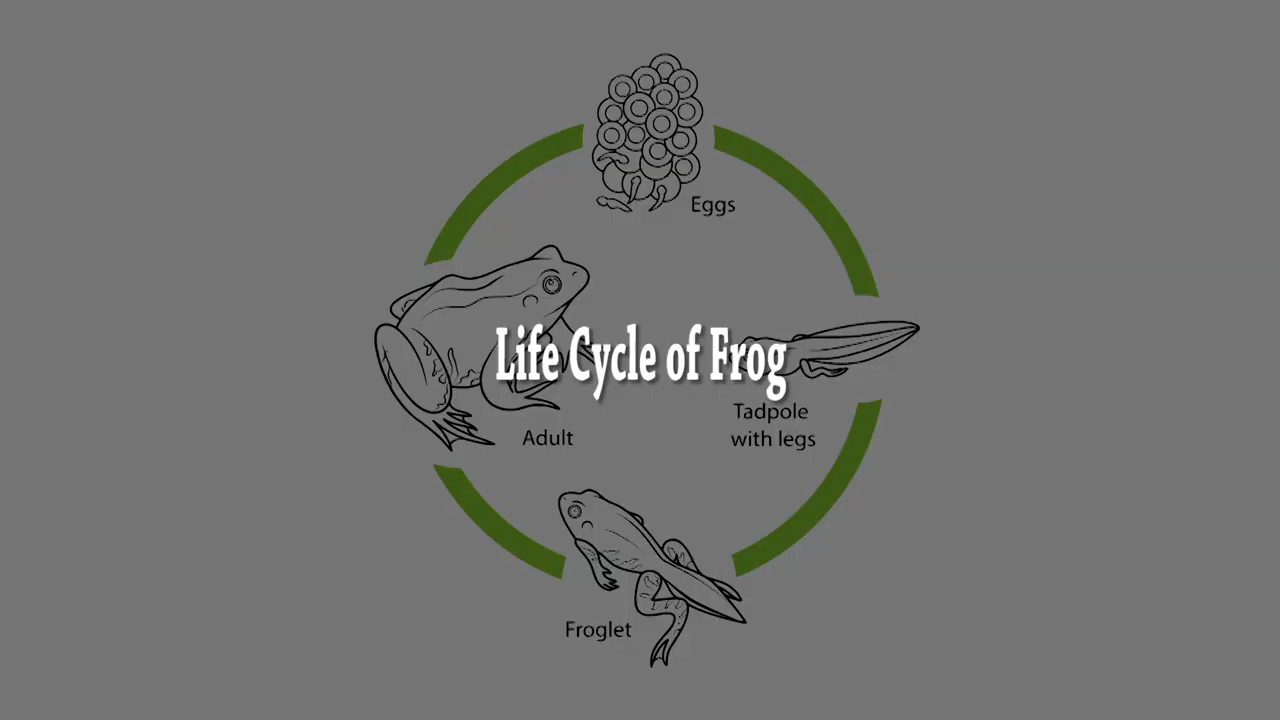 Eggs
Life Cycle of Frog
Tadpole
with legs
Adult
Froglet